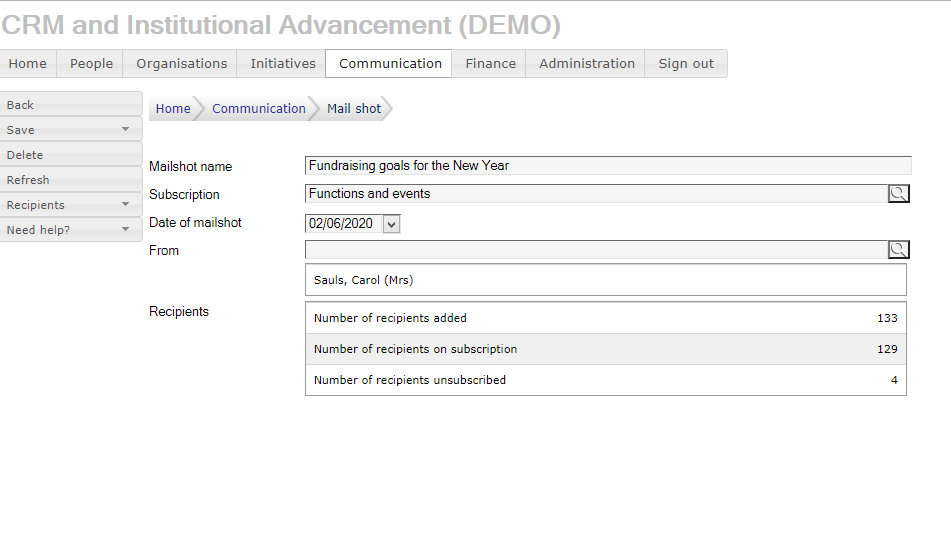 CRM and Institutional Advancement (DEMO)
Home People Organisations Initiatives Communication Finance Administration Sign out
Back
Save
Delete
Refresh
Recipients
Need help?
Home Communication Mail shot
Mailshot name Fundraising goals for the New Year
Subscription Functions and events
Date of mailshot 02/06/2020
From
Sauls, Carol (Mrs)
Recipients
Number of recipients added 133
Number of recipients on subscription 129
Number of recipients unsubscribed 4